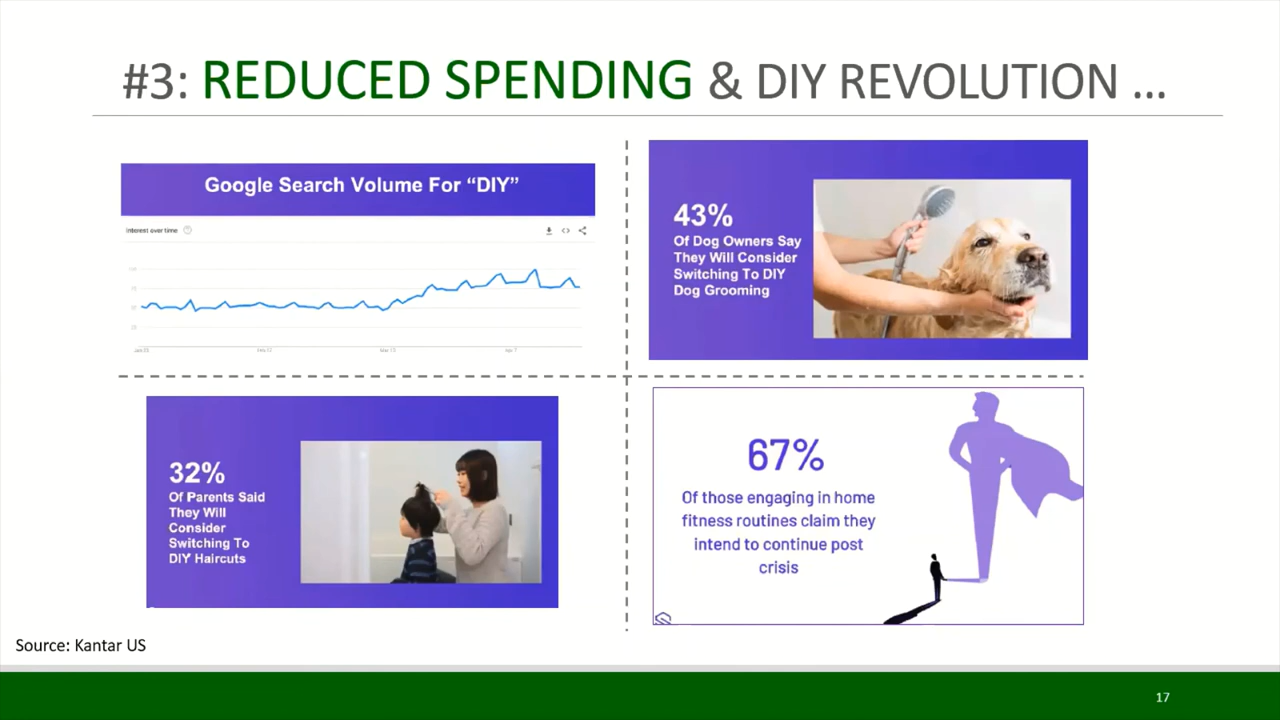 #3: REDUCED SPENDING & DIY REVOLUTION ...
Google Search Volume For “DIY”
Interest over time
43%
Of Dog Owners Say
They Will Consider
Switching To DIY
Dog Grooming
32%
Of Parents Said
They Will
Consider
Switching To
DIY Haircuts
67%
Of those engaging in home
fitness routines claim they
intend to continue post
crisis
Source: Kantar US
17